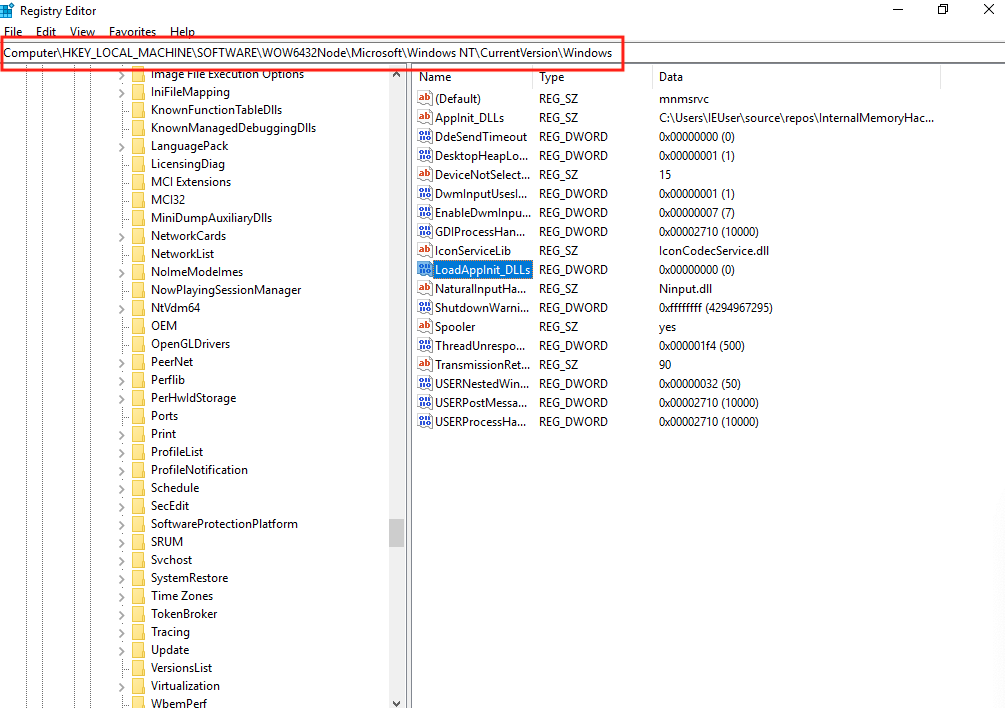 Registry Editor
File Edit View Favorites Help
Computer\HKEY_LOCAL_MACHINE\SOFTWARE\WOW6432Node\Microsoft\Windows NT\CurrentVersion\Windows
Image File Execution Options
IniFileMapping
KnownFunctionTableDlls
KnownManagedDebuggingDlls
LanguagePack
LicensingDiag
MCI Extensions
MCI32
MiniDumpAuxiliaryDlls
NetworkCards
NetworkList
NoImeModeImes
NowPlayingSessionManager
NtVdm64
OEM
OpenGLDrivers
PeerNet
Perflib
PerHwIdStorage
Ports
Print
ProfileList
ProfileNotification
Schedule
SecEdit
SoftwareProtectionPlatform
SRUM
Svchost
SystemRestore
Time Zones
TokenBroker
Tracing
Update
VersionsList
Virtualization
WbemPerf
Name Type Data
(Default) REG_SZ mnmsrvc
AppInit_DLLs REG_SZ C:\Users\IEUser\source\repos\InternalMemoryHac...
DdeSendTimeout REG_DWORD 0x00000000 (0)
DesktopHeapLo... REG_DWORD 0x00000001 (1)
DeviceNotSelect... REG_SZ 15
DwmInputUsesI... REG_DWORD 0x00000001 (1)
EnableDwmInpu... REG_DWORD 0x00000007 (7)
GDIProcessHan... REG_DWORD 0x00002710 (10000)
IconServiceLib REG_SZ IconCodecService.dll
LoadAppInit_DLLs REG_DWORD 0x00000000 (0)
NaturalInputHa... REG_SZ Ninput.dll
ShutdownWarni... REG_DWORD 0xffffffff (4294967295)
Spooler REG_SZ yes
ThreadUnrespo... REG_DWORD 0x000001f4 (500)
TransmissionRet... REG_SZ 90
USERNestedWin... REG_DWORD 0x00000032 (50)
USERPostMessa... REG_DWORD 0x00002710 (10000)
USERProcessHa... REG_DWORD 0x00002710 (10000)